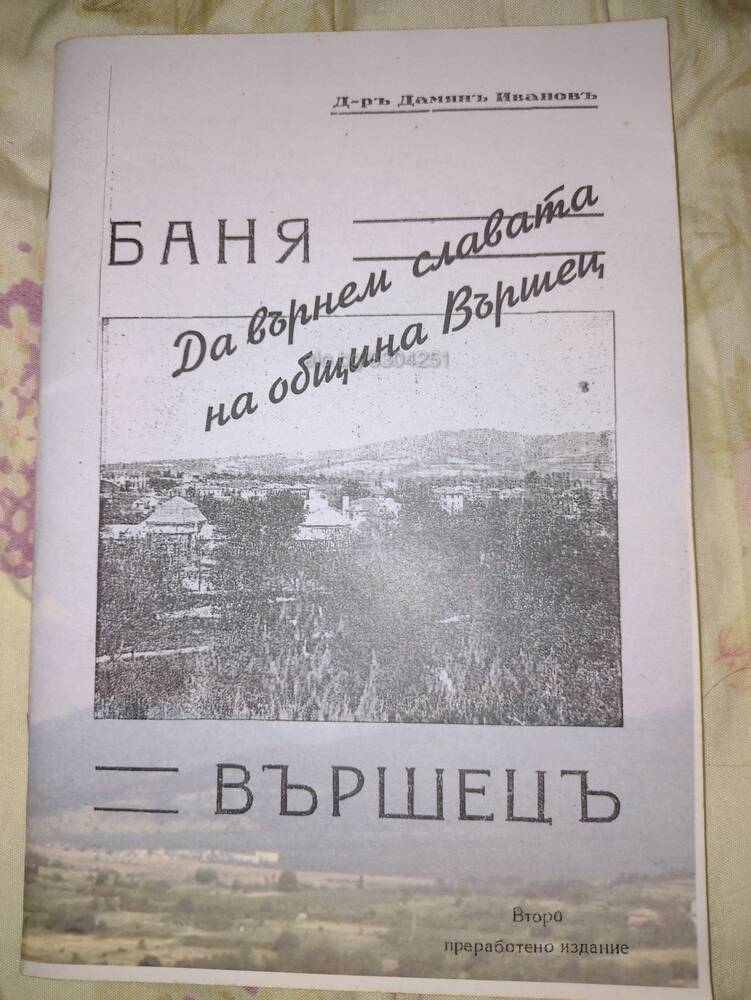 Д-ръ Дамянъ Ивановъ
БАНЯ
Да върнем славата
на община Вършец
ВЪРШЕЦЪ
Второ
преработено издание